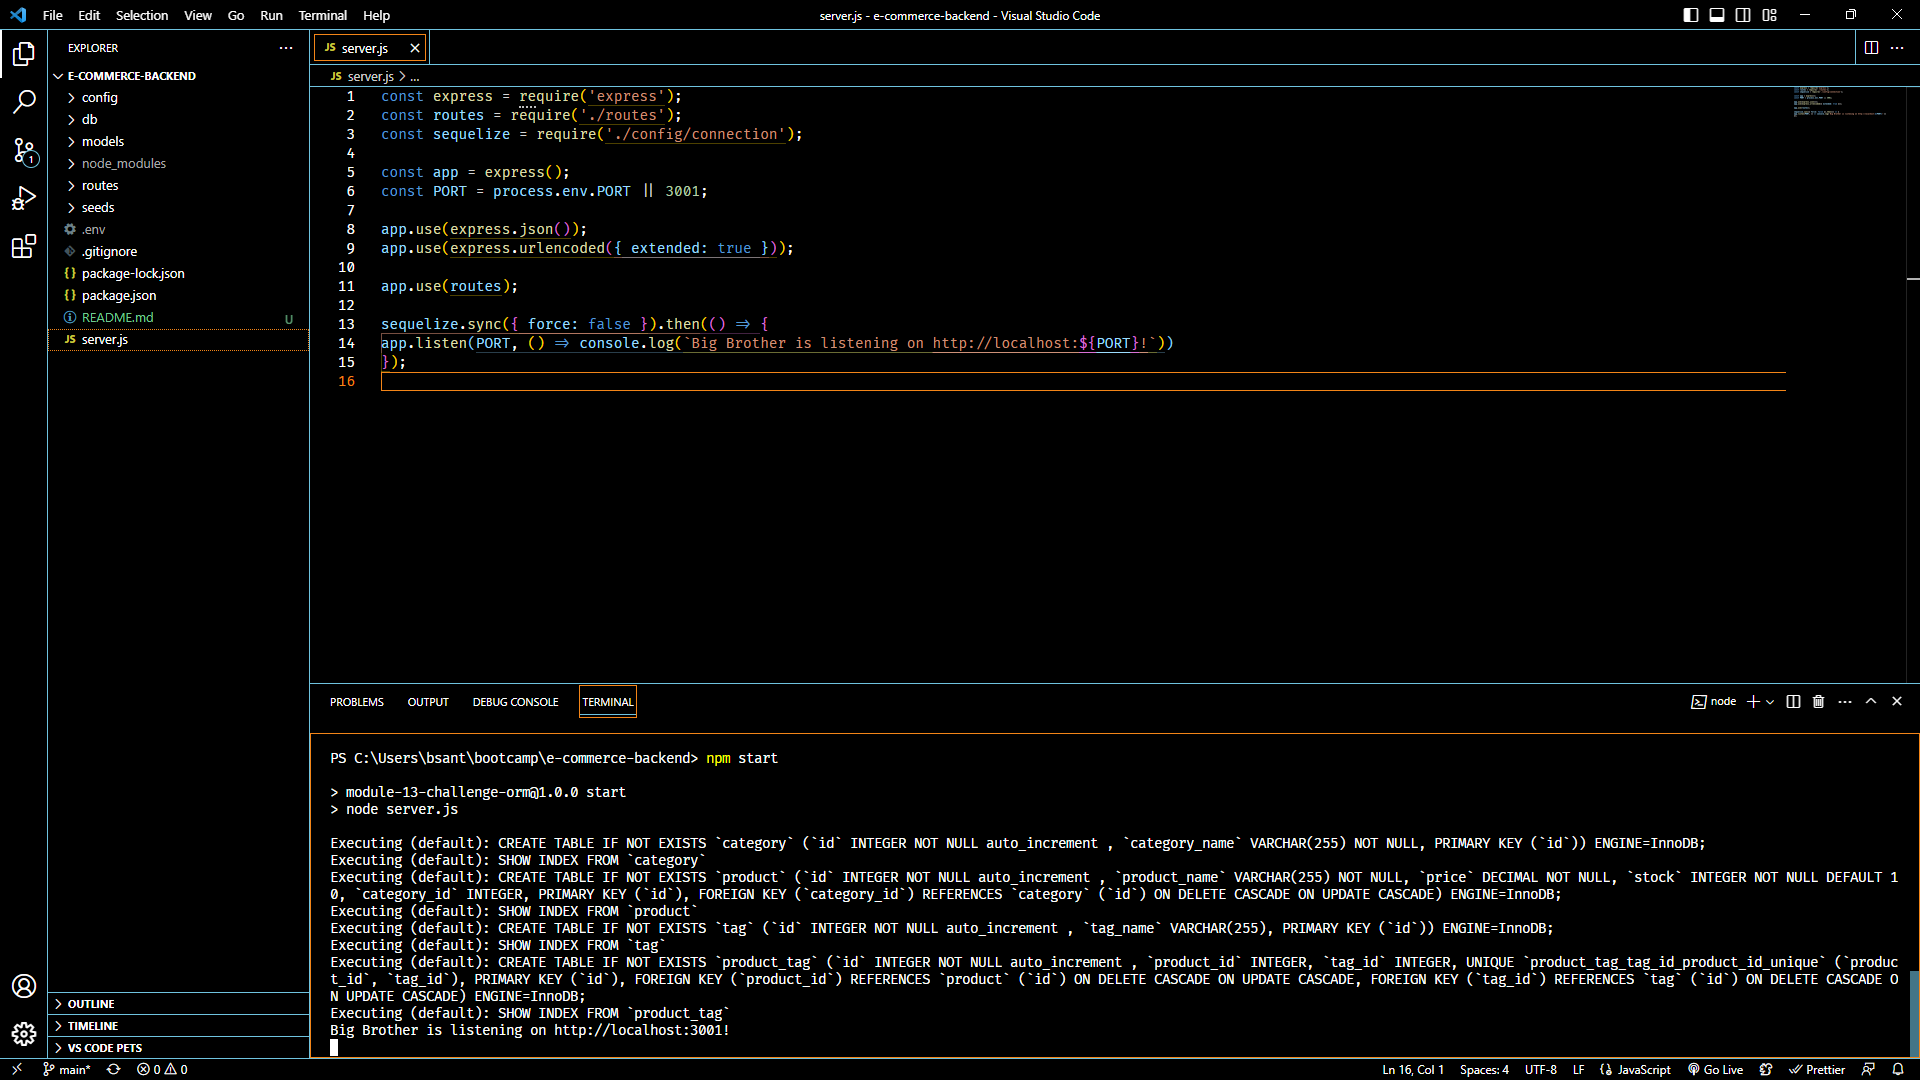 File Edit Selection View Go Run Terminal Help
server.js - e-commerce-backend - Visual Studio Code
EXPLORER
E-COMMERCE-BACKEND
config
db
models
node_modules
routes
seeds
.env
.gitignore
package-lock.json
package.json
README.md U
JS server.js
1
OUTLINE
TIMELINE
VS CODE PETS
JS server.js
JS server.js > ...
1 const express = require('express');
2 const routes = require('./routes');
3 const sequelize = require('./config/connection');
4
5 const app = express();
6 const PORT = process.env.PORT || 3001;
7
8 app.use(express.json());
9 app.use(express.urlencoded({ extended: true }));
10
11 app.use(routes);
12
13 sequelize.sync({ force: false }).then(() => {
14 app.listen(PORT, () => console.log(`Big Brother is listening on http://localhost:${PORT}!`))
15 });
16
PROBLEMS OUTPUT DEBUG CONSOLE TERMINAL
node
PS C:\Users\bsant\bootcamp\e-commerce-backend> npm start
> module-13-challenge-orm@1.0.0 start
> node server.js
Executing (default): CREATE TABLE IF NOT EXISTS `category` (`id` INTEGER NOT NULL auto_increment , `category_name` VARCHAR(255) NOT NULL, PRIMARY KEY (`id`)) ENGINE=InnoDB;
Executing (default): SHOW INDEX FROM `category`
Executing (default): CREATE TABLE IF NOT EXISTS `product` (`id` INTEGER NOT NULL auto_increment , `product_name` VARCHAR(255) NOT NULL, `price` DECIMAL NOT NULL, `stock` INTEGER NOT NULL DEFAULT 1
0, `category_id` INTEGER, PRIMARY KEY (`id`), FOREIGN KEY (`category_id`) REFERENCES `category` (`id`) ON DELETE CASCADE ON UPDATE CASCADE) ENGINE=InnoDB;
Executing (default): SHOW INDEX FROM `product`
Executing (default): CREATE TABLE IF NOT EXISTS `tag` (`id` INTEGER NOT NULL auto_increment , `tag_name` VARCHAR(255), PRIMARY KEY (`id`)) ENGINE=InnoDB;
Executing (default): SHOW INDEX FROM `tag`
Executing (default): CREATE TABLE IF NOT EXISTS `product_tag` (`id` INTEGER NOT NULL auto_increment , `product_id` INTEGER, `tag_id` INTEGER, UNIQUE `product_tag_tag_id_product_id_unique` (`produc
t_id`, `tag_id`), PRIMARY KEY (`id`), FOREIGN KEY (`product_id`) REFERENCES `product` (`id`) ON DELETE CASCADE ON UPDATE CASCADE, FOREIGN KEY (`tag_id`) REFERENCES `tag` (`id`) ON DELETE CASCADE O
N UPDATE CASCADE) ENGINE=InnoDB;
Executing (default): SHOW INDEX FROM `product_tag`
Big Brother is listening on http://localhost:3001!
main* 0 0
Ln 16, Col 1 Spaces: 4 UTF-8 LF {} JavaScript Go Live Prettier